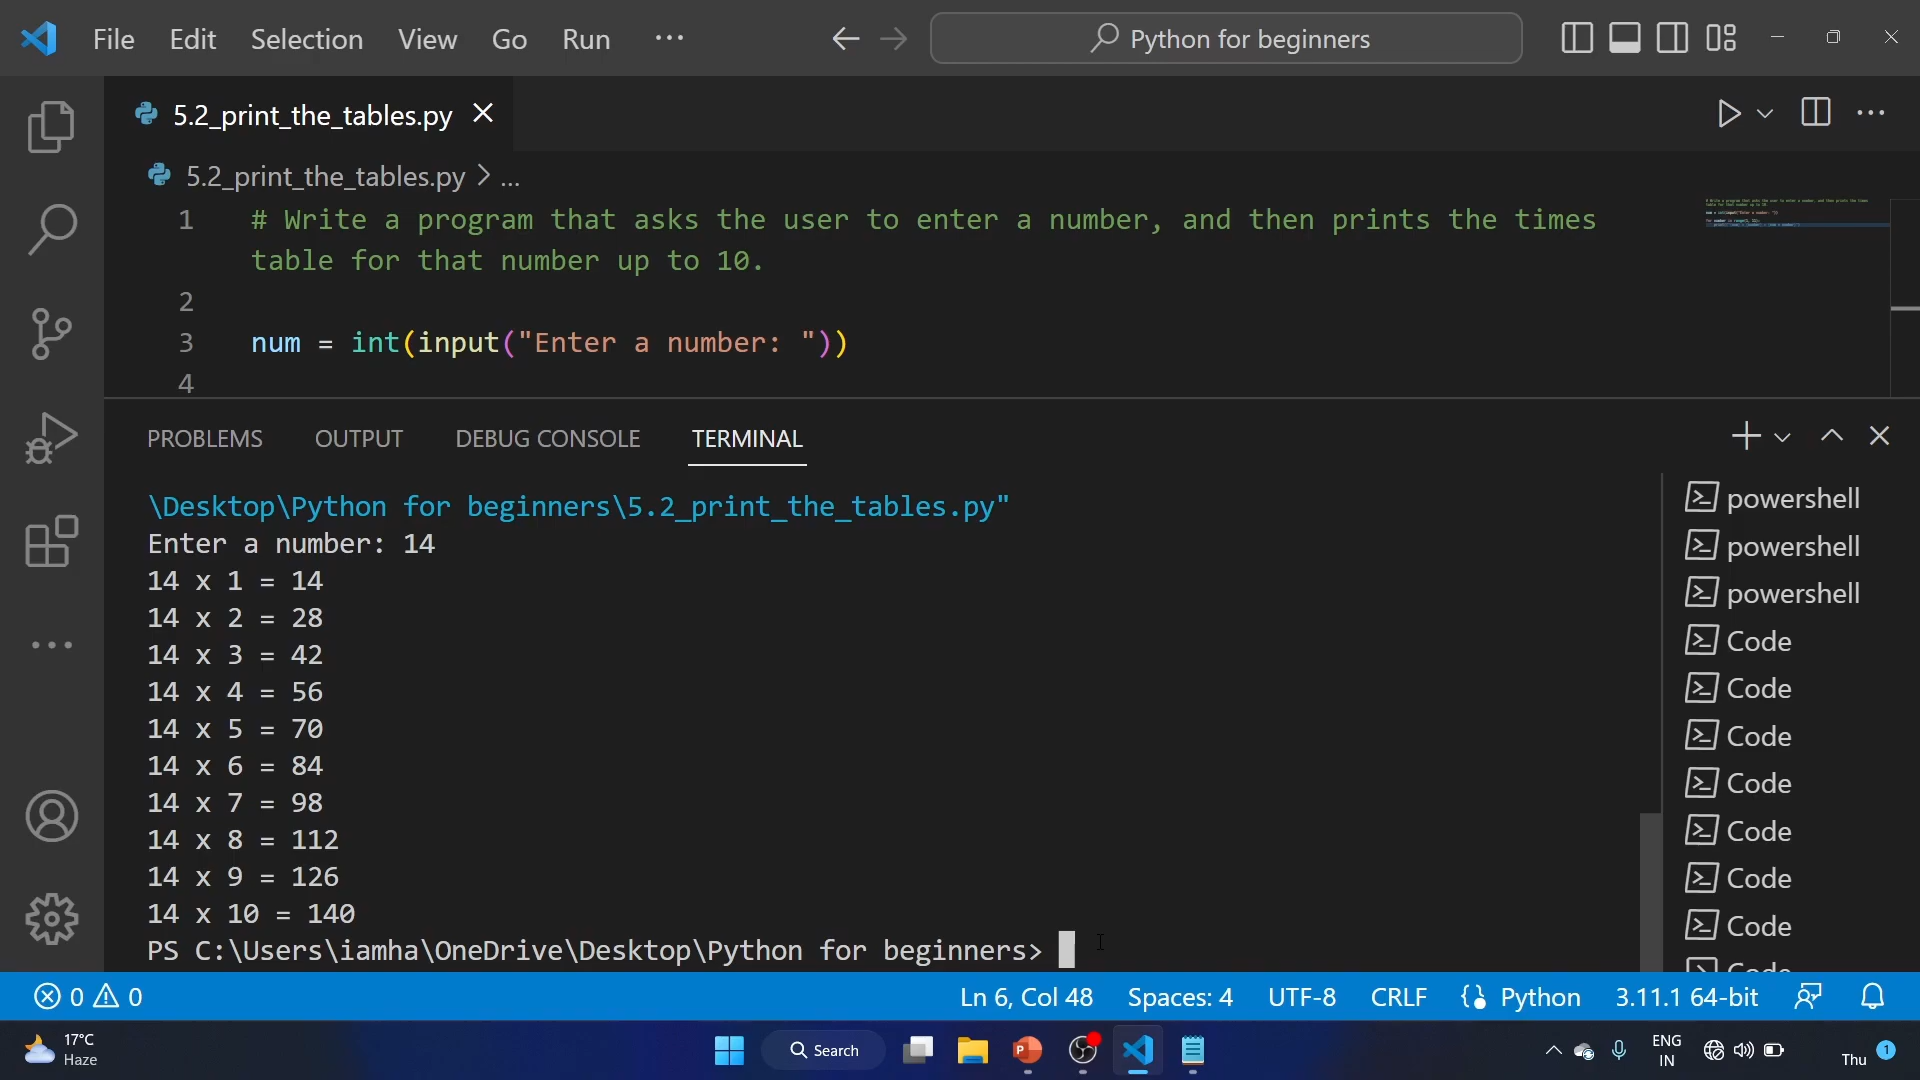 File Edit Selection View Go Run ...
Python for beginners
5.2_print_the_tables.py
5.2_print_the_tables.py > ...
1 # Write a program that asks the user to enter a number, and then prints the times
table for that number up to 10.
2
3 num = int(input("Enter a number: "))
4
PROBLEMS OUTPUT DEBUG CONSOLE TERMINAL
\Desktop\Python for beginners\5.2_print_the_tables.py"
Enter a number: 14
14 x 1 = 14
14 x 2 = 28
14 x 3 = 42
14 x 4 = 56
14 x 5 = 70
14 x 6 = 84
14 x 7 = 98
14 x 8 = 112
14 x 9 = 126
14 x 10 = 140
PS C:\Users\iamha\OneDrive\Desktop\Python for beginners>
powershell
powershell
powershell
Code
Code
Code
Code
Code
Code
Code
0 0 Ln 6, Col 48 Spaces: 4 UTF-8 CRLF Python 3.11.1 64-bit
17°C
Haze
Search
ENG
IN
Thu 1